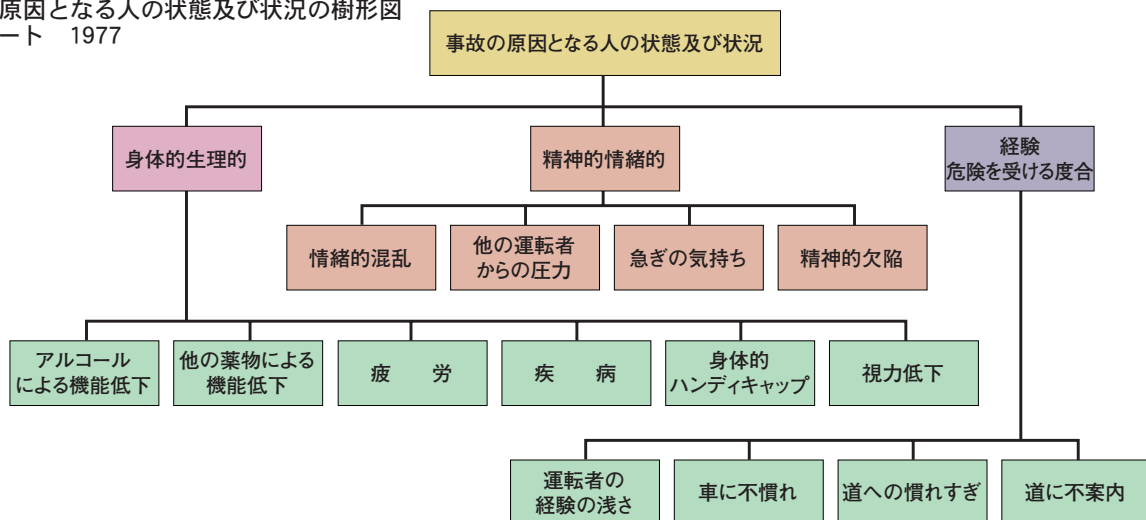 原因となる人の状態及び状況の樹形図
ート　1977
事故の原因となる人の状態及び状況
身体的生理的
精神的情緒的
経験
危険を受ける度合
情緒的混乱
他の運転者
からの圧力
急ぎの気持ち
精神的欠陥
アルコール
による機能低下
他の薬物による
機能低下
疲　労
疾　病
身体的
ハンディキャップ
視力低下
運転者の
経験の浅さ
車に不慣れ
道への慣れすぎ
道に不案内